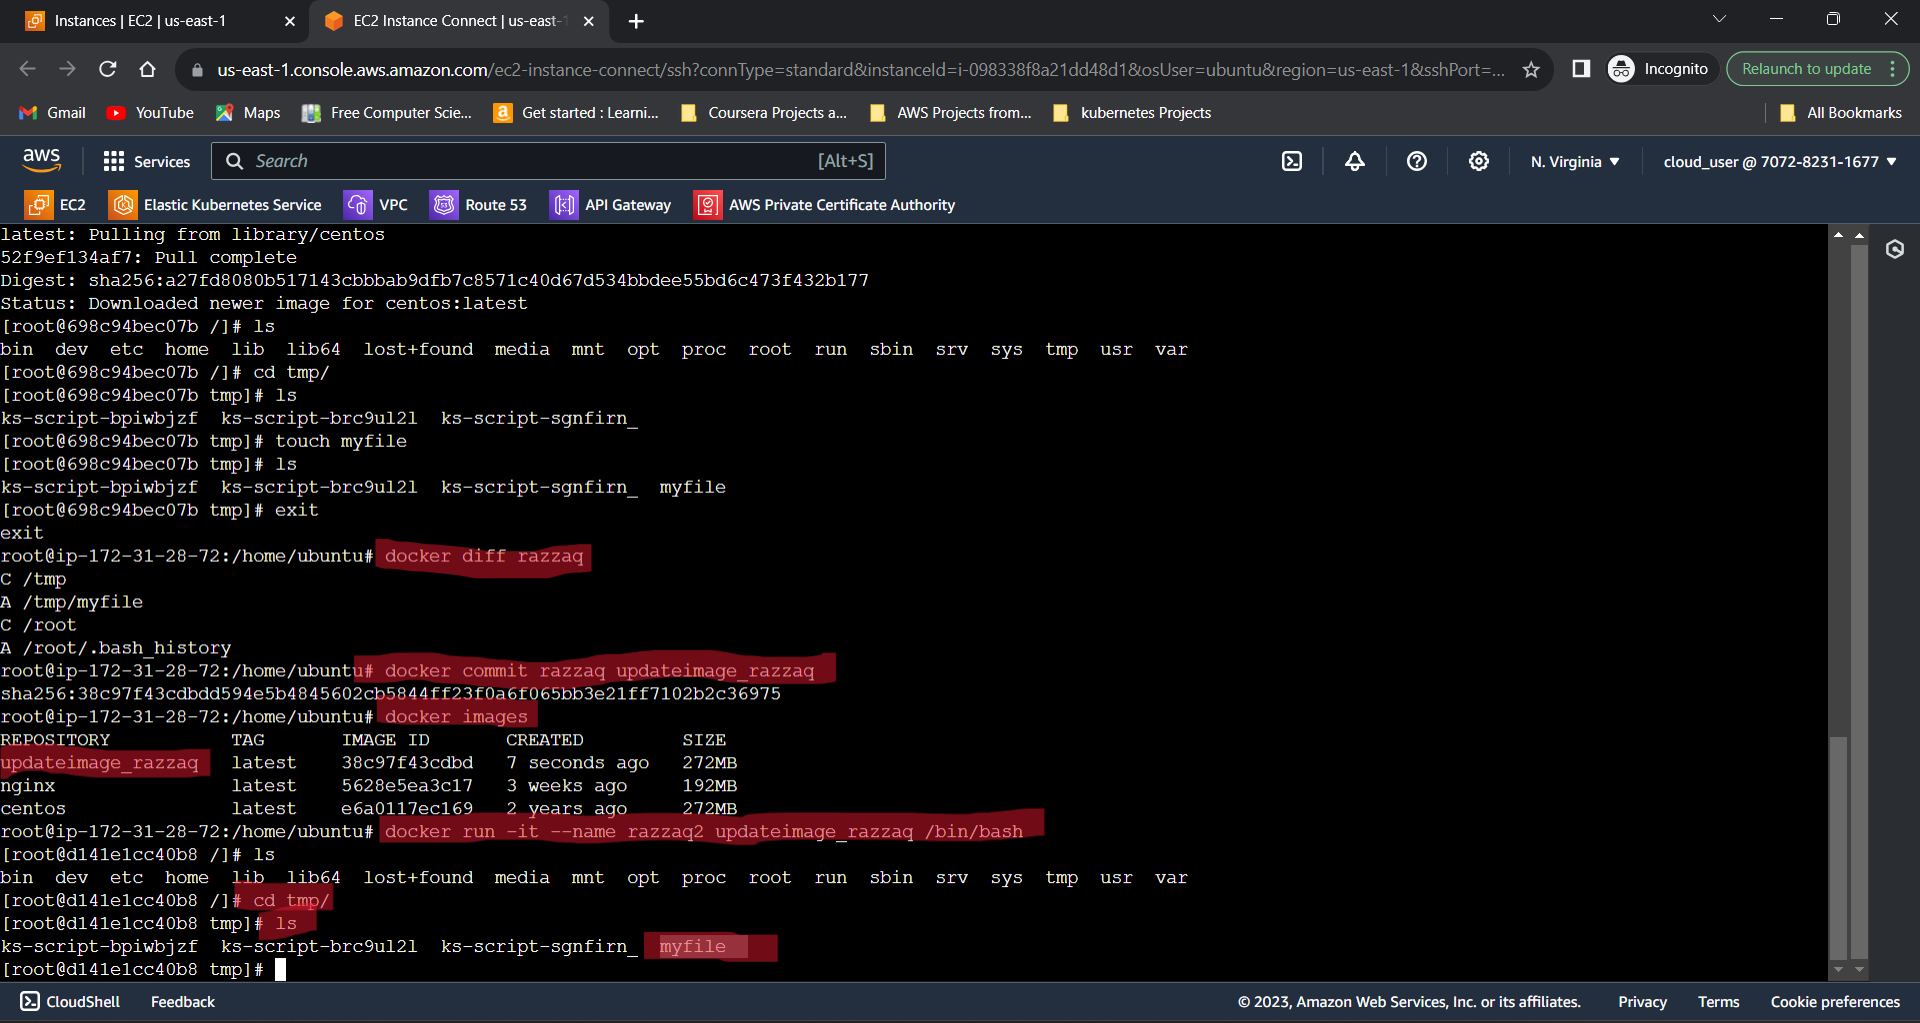 Instances | EC2 | us-east-1
EC2 Instance Connect | us-east-1
us-east-1.console.aws.amazon.com/ec2-instance-connect/ssh?connType=standard&instanceId=i-098338f8a21dd48d1&osUser=ubuntu&region=us-east-1&sshPort=...
Incognito
Relaunch to update
Gmail
YouTube
Maps
Free Computer Scie...
Get started : Learni...
Coursera Projects a...
AWS Projects from...
kubernetes Projects
All Bookmarks
aws
Services
Search
[Alt+S]
N. Virginia
cloud_user @ 7072-8231-1677
EC2
Elastic Kubernetes Service
VPC
Route 53
API Gateway
AWS Private Certificate Authority
latest: Pulling from library/centos
52f9ef134af7: Pull complete
Digest: sha256:a27fd8080b517143cbbbab9dfb7c8571c40d67d534bbdee55bd6c473f432b177
Status: Downloaded newer image for centos:latest
[root@698c94bec07b /]# ls
bin dev etc home lib lib64 lost+found media mnt opt proc root run sbin srv sys tmp usr var
[root@698c94bec07b /]# cd tmp/
[root@698c94bec07b tmp]# ls
ks-script-bpiwbjzf ks-script-brc9ul2l ks-script-sgnfirn_
[root@698c94bec07b tmp]# touch myfile
[root@698c94bec07b tmp]# ls
ks-script-bpiwbjzf ks-script-brc9ul2l ks-script-sgnfirn_ myfile
[root@698c94bec07b tmp]# exit
exit
root@ip-172-31-28-72:/home/ubuntu# docker diff razzaq
C /tmp
A /tmp/myfile
C /root
A /root/.bash_history
root@ip-172-31-28-72:/home/ubuntu# docker commit razzaq updateimage_razzaq
sha256:38c97f43cdbdd594e5b4845602cb5844ff23f0a6f065bb3e21ff7102b2c36975
root@ip-172-31-28-72:/home/ubuntu# docker images
REPOSITORY TAG IMAGE ID CREATED SIZE
updateimage_razzaq latest 38c97f43cdbd 7 seconds ago 272MB
nginx latest 5628e5ea3c17 3 weeks ago 192MB
centos latest e6a0117ec169 2 years ago 272MB
root@ip-172-31-28-72:/home/ubuntu# docker run -it --name razzaq2 updateimage_razzaq /bin/bash
[root@d141e1cc40b8 /]# ls
bin dev etc home lib lib64 lost+found media mnt opt proc root run sbin srv sys tmp usr var
[root@d141e1cc40b8 /]# cd tmp/
[root@d141e1cc40b8 tmp]# ls
ks-script-bpiwbjzf ks-script-brc9ul2l ks-script-sgnfirn_ myfile
[root@d141e1cc40b8 tmp]#
CloudShell
Feedback
© 2023, Amazon Web Services, Inc. or its affiliates.
Privacy
Terms
Cookie preferences